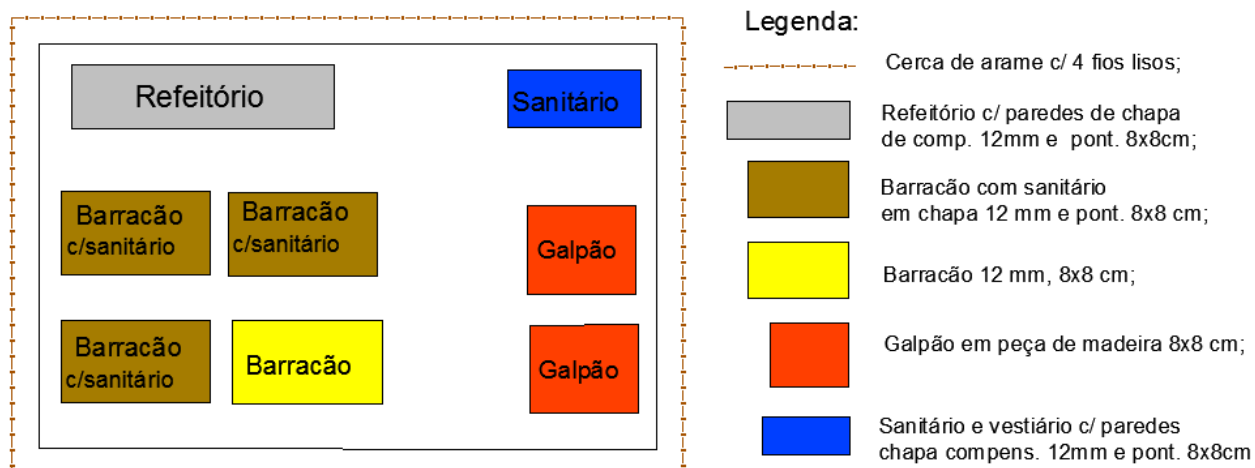 Legenda:
Cerca de arame c/ 4 fios lisos;
Refeitório
Sanitário
Refeitório c/ paredes de chapa
de comp. 12mm e pont. 8x8cm;
Barracão
c/sanitário
Barracão
c/sanitário
Galpão
Barracão com sanitário
em chapa 12 mm e pont. 8x8 cm;
Barracão 12 mm, 8x8 cm;
Barracão
c/sanitário
Barracão
Galpão
Galpão em peça de madeira 8x8 cm;
Sanitário e vestiário c/ paredes
chapa compens. 12mm e pont. 8x8cm